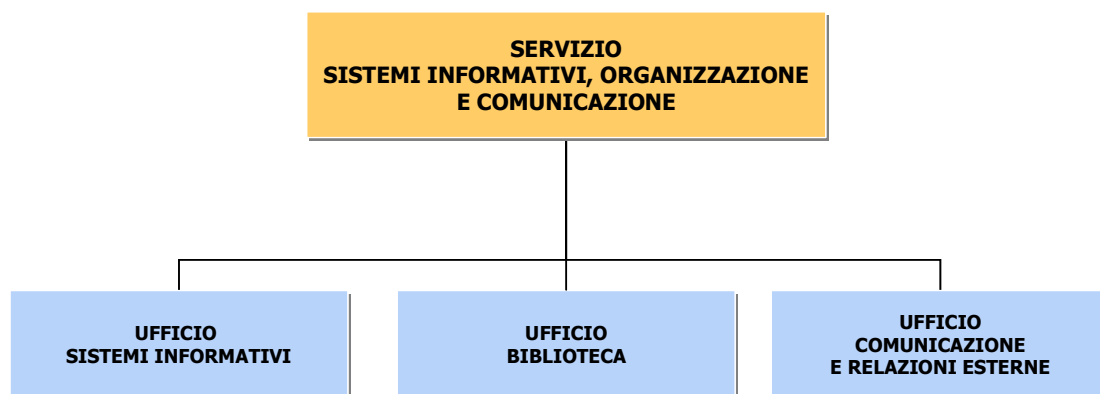 SERVIZIO
SISTEMI INFORMATIVI, ORGANIZZAZIONE
E COMUNICAZIONE
UFFICIO
SISTEMI INFORMATIVI
UFFICIO
BIBLIOTECA
UFFICIO
COMUNICAZIONE
E RELAZIONI ESTERNE